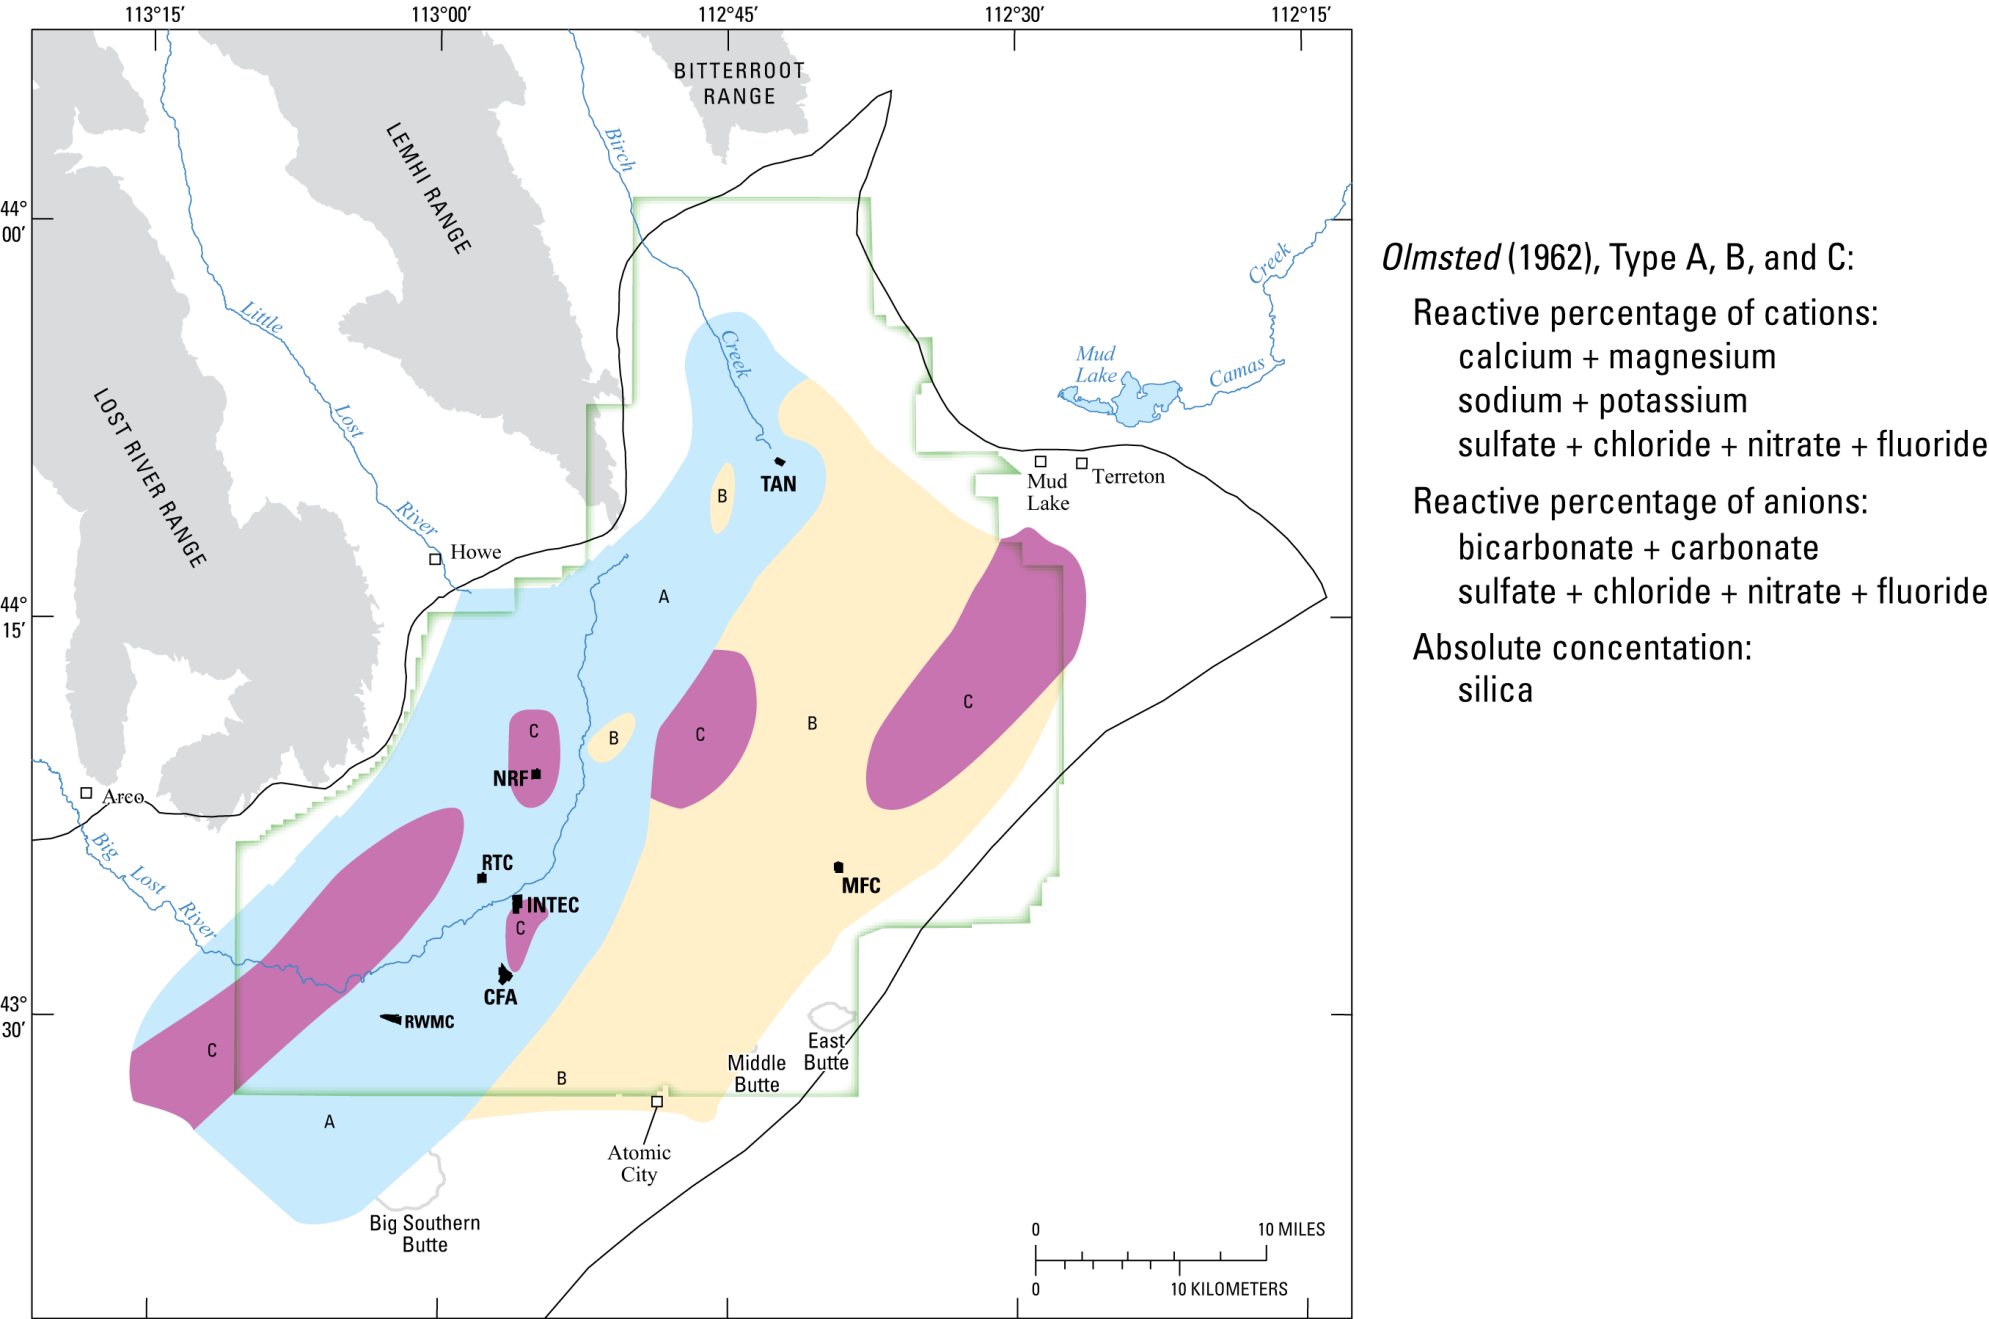 113°15′ 113°00′ 112°45′ 112°30′ 112°15′
BITTERROOT
RANGE
LEMHI RANGE
LOST RIVER RANGE
Birch
Creek
44°
00′
Little
Lost
River
Creek
Camas
Mud
Lake
Mud
Lake
Terreton
TAN
B
Howe
A
44°
15′
C
B
C
B
C
NRF
Arco
Big
Lost
River
RTC
INTEC
C
MFC
CFA
RWMC
43°
30′
C
East
Butte
Middle
Butte
B
A
Atomic
City
Big Southern
Butte
0 10 MILES
0 10 KILOMETERS
Olmsted (1962), Type A, B, and C:
Reactive percentage of cations:
calcium + magnesium
sodium + potassium
sulfate + chloride + nitrate + fluoride
Reactive percentage of anions:
bicarbonate + carbonate
sulfate + chloride + nitrate + fluoride
Absolute concentation:
silica